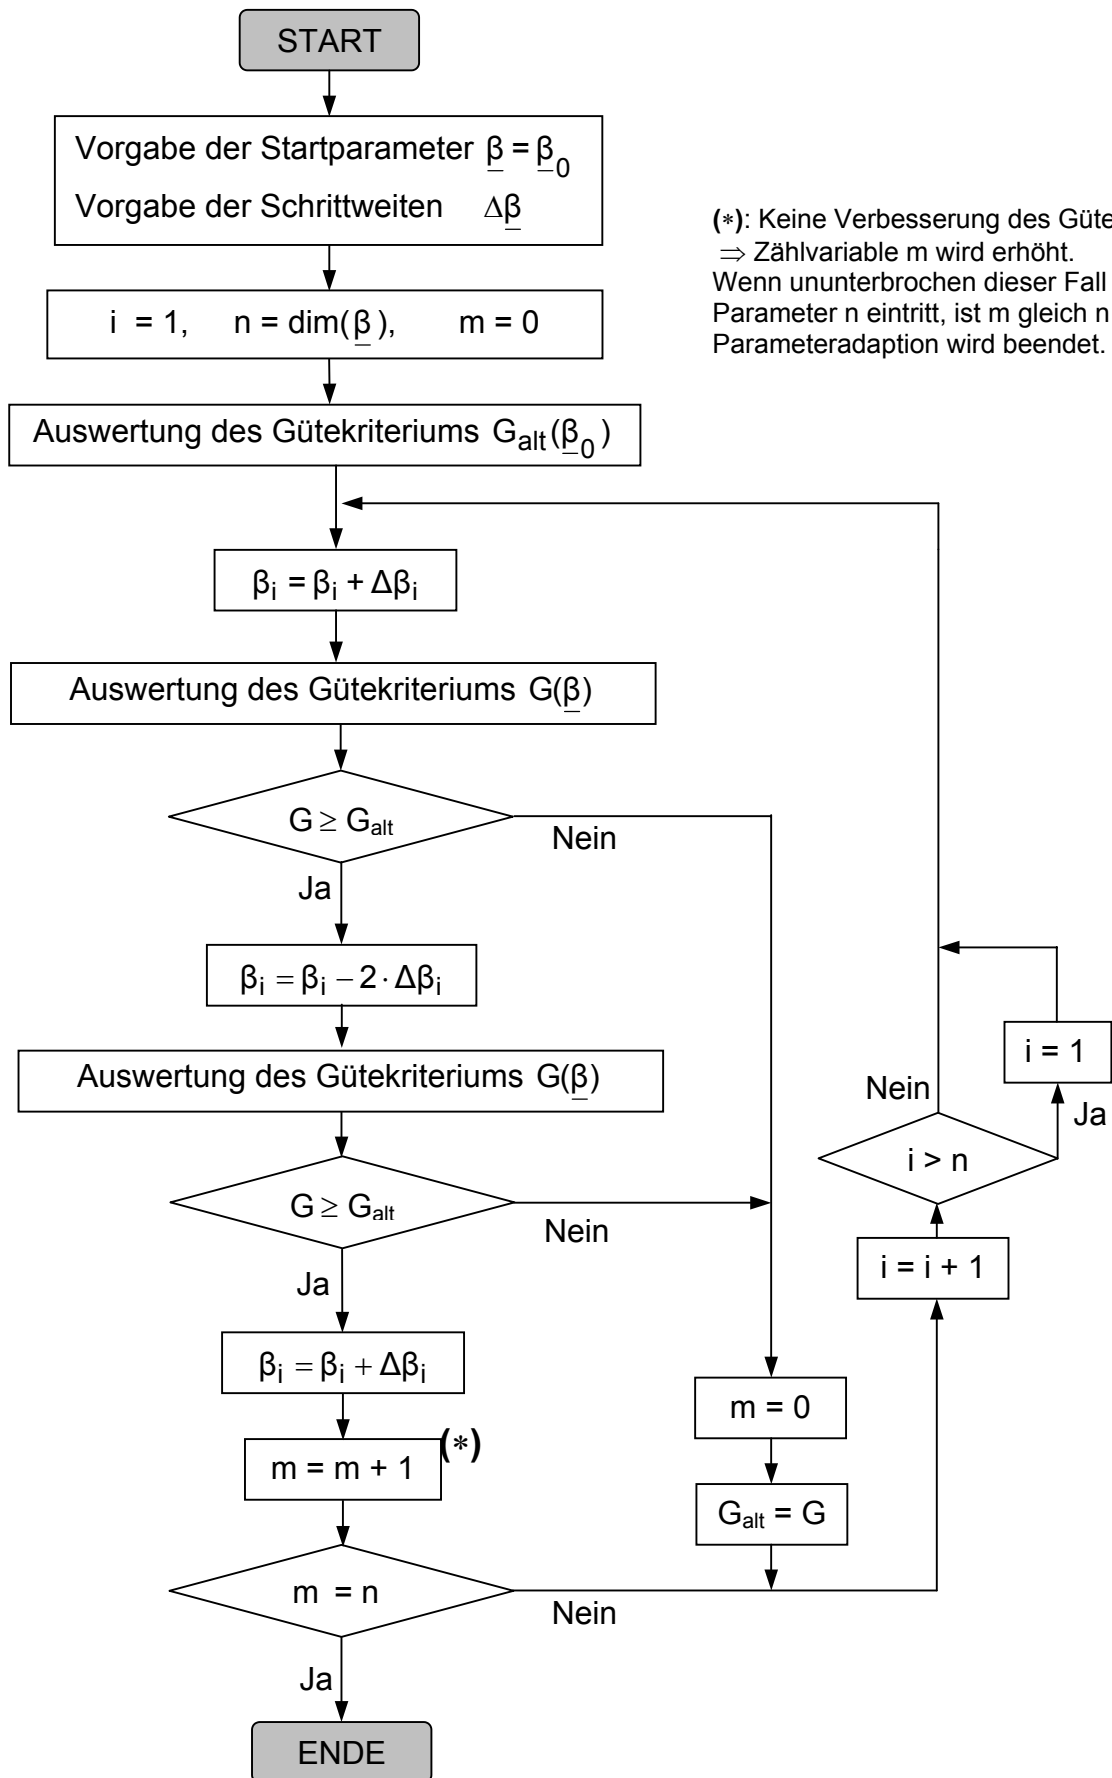 START
Vorgabe der Startparameter β = β0
Vorgabe der Schrittweiten Δβ
i = 1, n = dim(β), m = 0
Auswertung des Gütekriteriums Galt(β0)
βi = βi + Δβi
Auswertung des Gütekriteriums G(β)
G ≥ Galt
Nein
Ja
βi = βi − 2 · Δβi
Auswertung des Gütekriteriums G(β)
G ≥ Galt
Nein
Ja
βi = βi + Δβi
m = m + 1 (*)
m = n
Nein
Ja
ENDE
m = 0
Galt = G
i = i + 1
i > n
Nein
Ja
i = 1
(*): Keine Verbesserung des Güte
⇒ Zählvariable m wird erhöht.
Wenn ununterbrochen dieser Fall
Parameter n eintritt, ist m gleich n
Parameteradaption wird beendet.